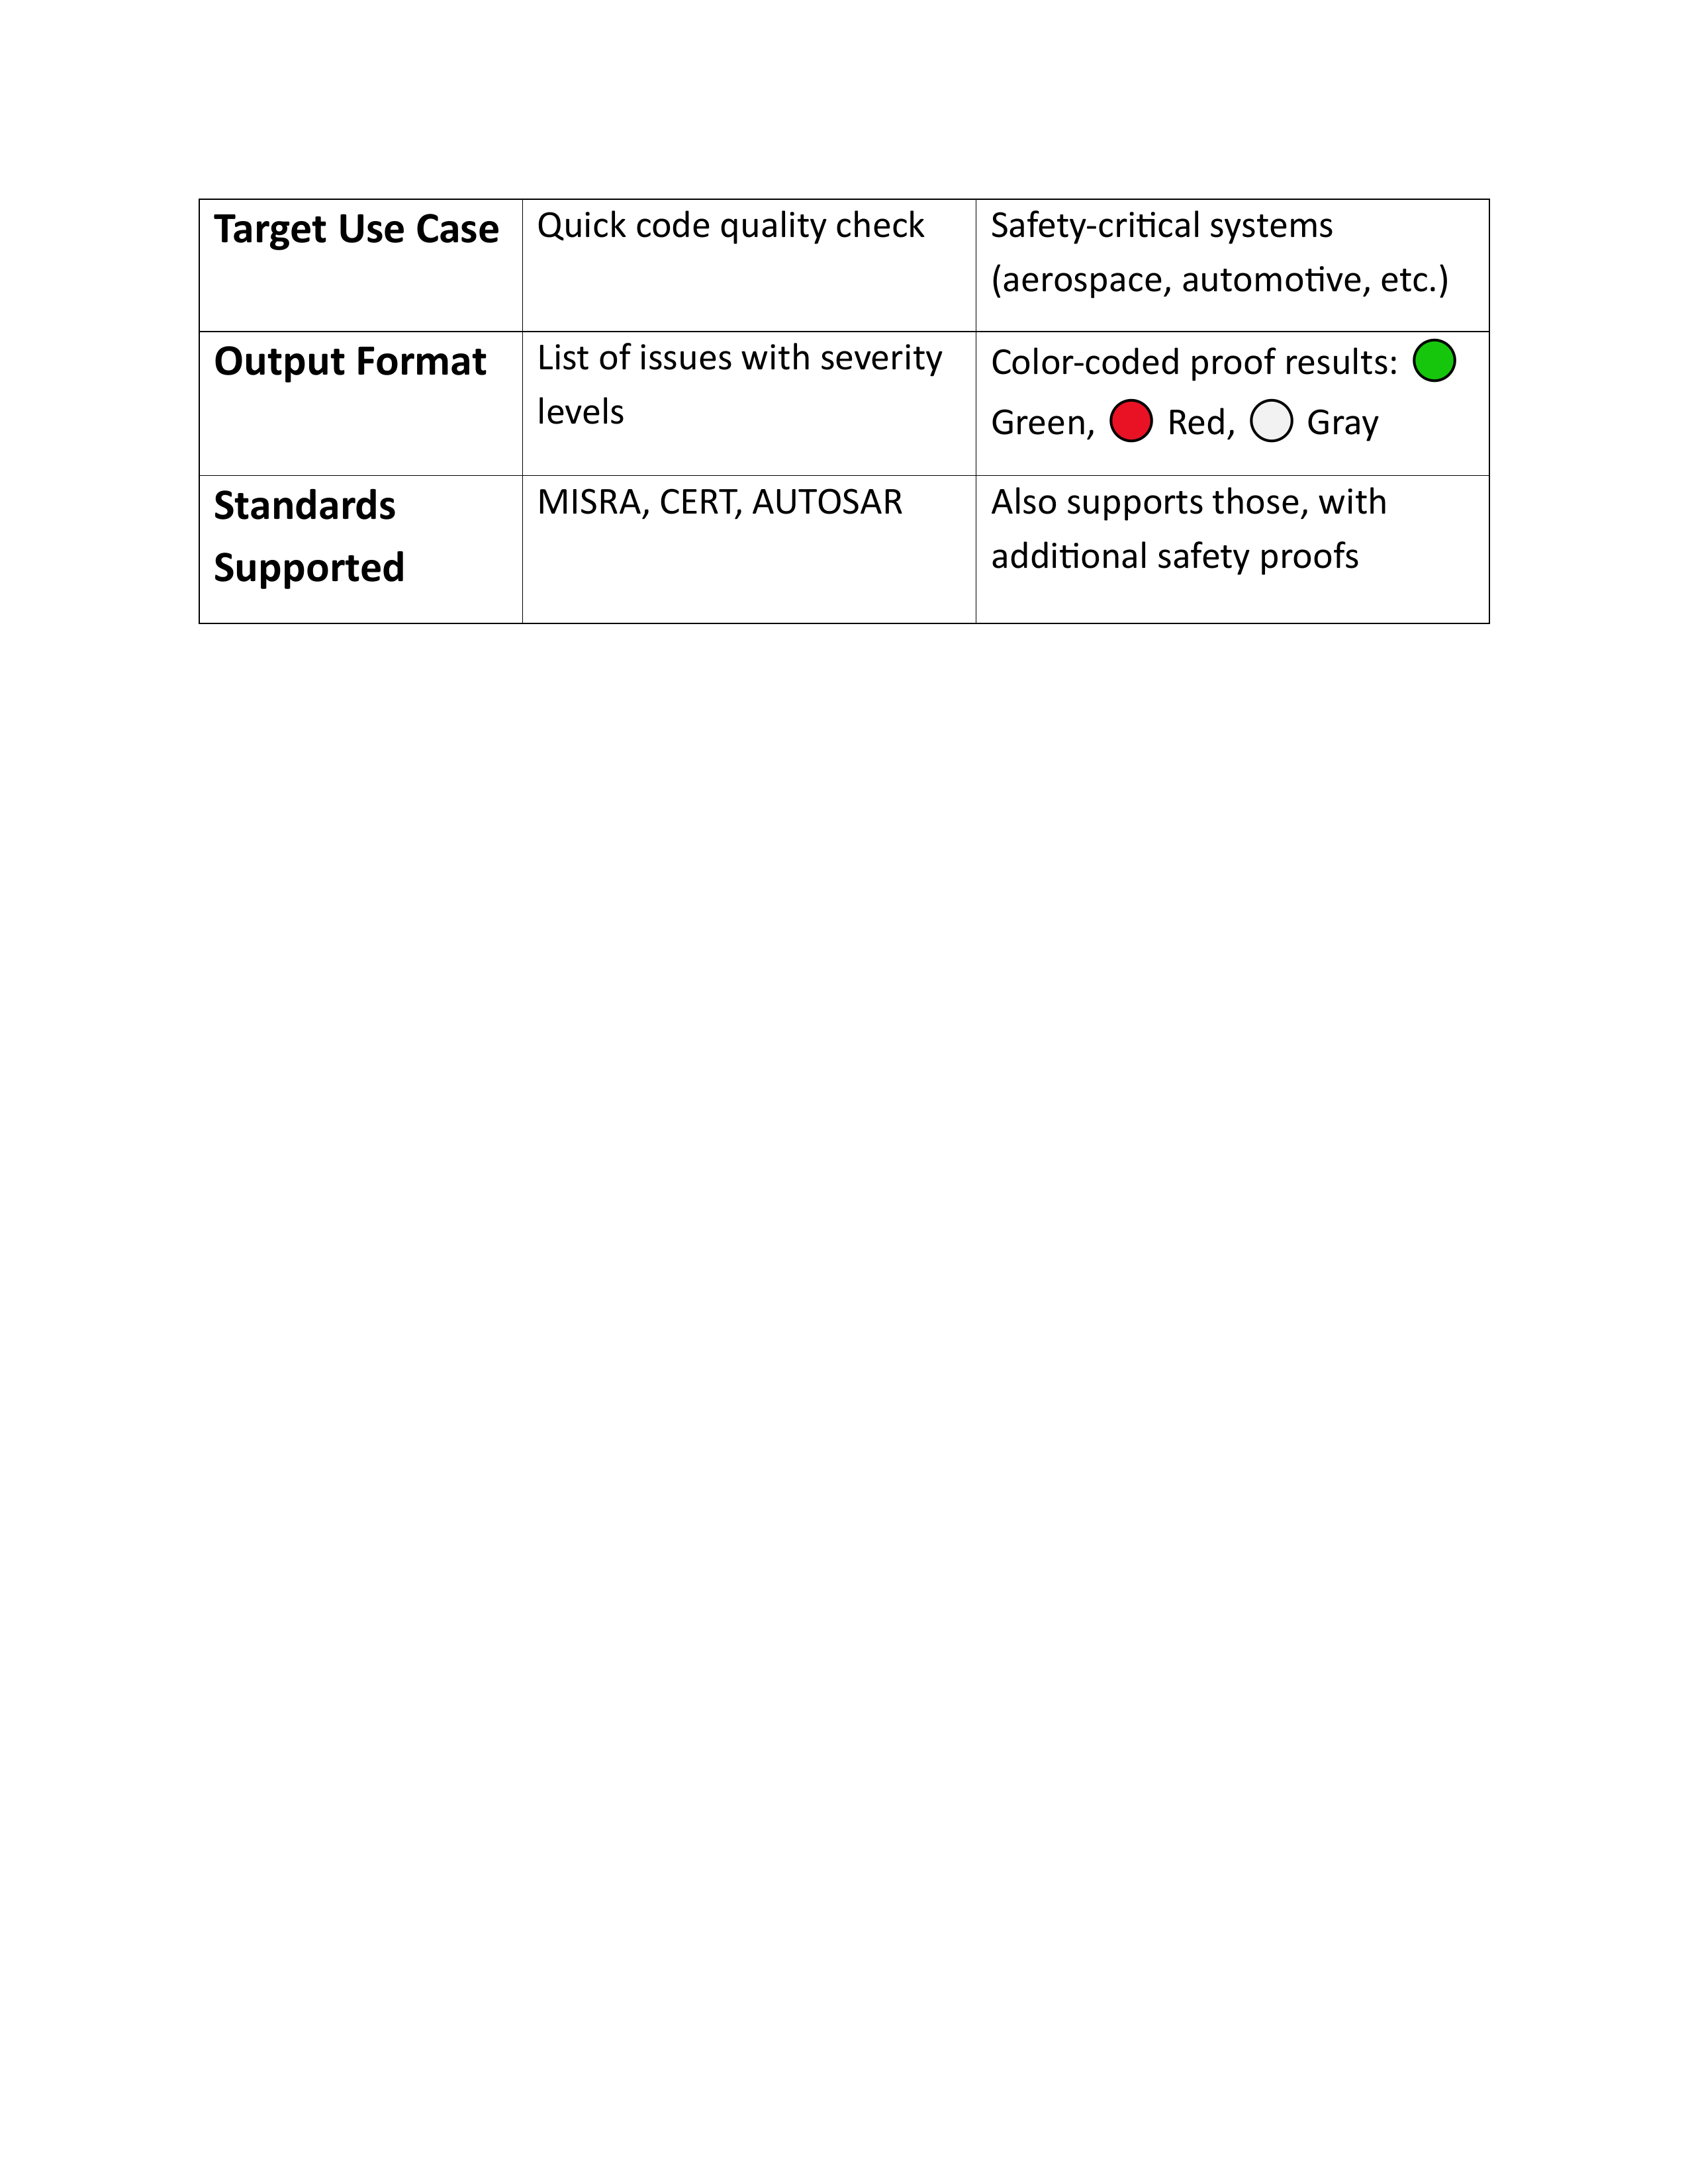 Target Use Case
Quick code quality check
Safety-critical systems
(aerospace, automotive, etc.)
Output Format
List of issues with severity
levels
Color-coded proof results:
Green, Red, Gray
Standards
Supported
MISRA, CERT, AUTOSAR
Also supports those, with
additional safety proofs